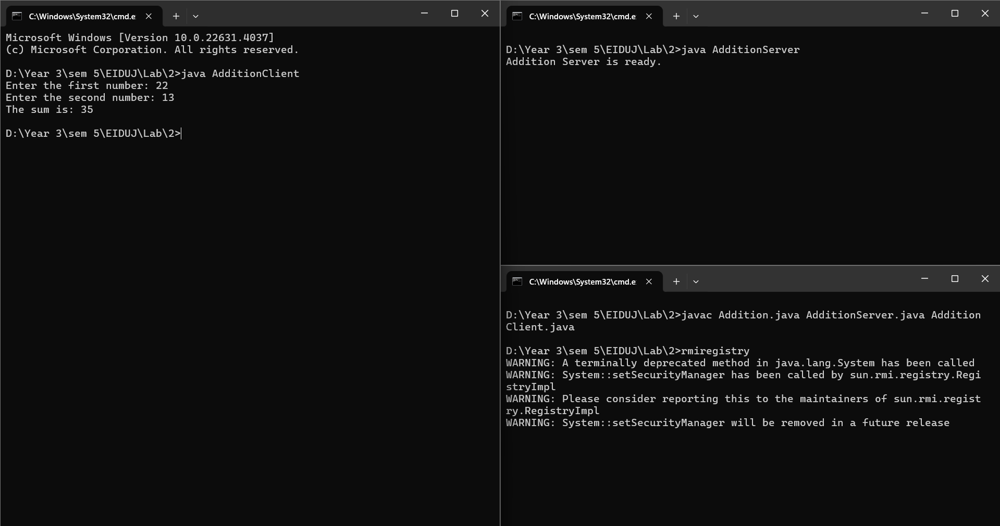 C:\Windows\System32\cmd.e
Microsoft Windows [Version 10.0.22631.4037]
(c) Microsoft Corporation. All rights reserved.
D:\Year 3\sem 5\EIDUJ\Lab\2>java AdditionClient
Enter the first number: 22
Enter the second number: 13
The sum is: 35
D:\Year 3\sem 5\EIDUJ\Lab\2>
C:\Windows\System32\cmd.e
D:\Year 3\sem 5\EIDUJ\Lab\2>java AdditionServer
Addition Server is ready.
C:\Windows\System32\cmd.e
D:\Year 3\sem 5\EIDUJ\Lab\2>javac Addition.java AdditionServer.java Addition
Client.java
D:\Year 3\sem 5\EIDUJ\Lab\2>rmiregistry
WARNING: A terminally deprecated method in java.lang.System has been called
WARNING: System::setSecurityManager has been called by sun.rmi.registry.Regi
stryImpl
WARNING: Please consider reporting this to the maintainers of sun.rmi.regist
ry.RegistryImpl
WARNING: System::setSecurityManager will be removed in a future release